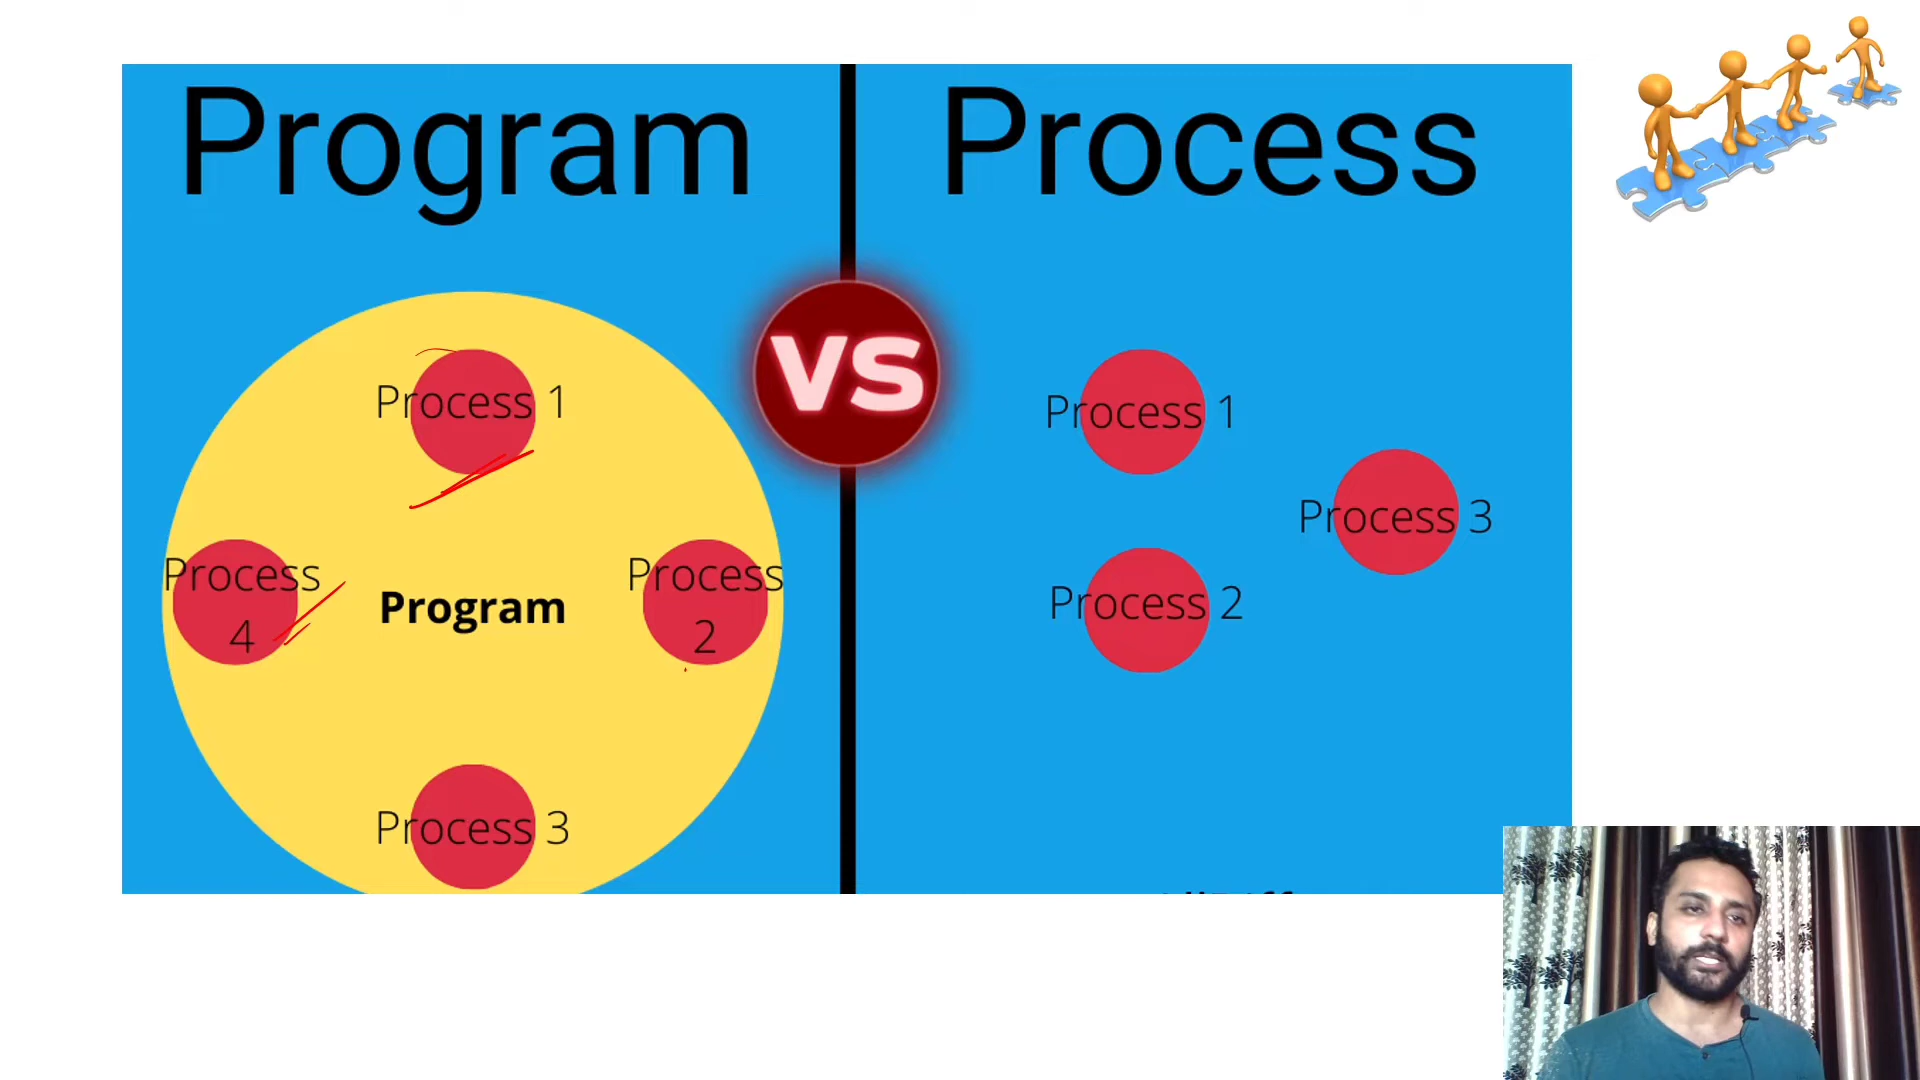 Program
Process
VS
Process 1
Process
4
Program
Process
2
Process 3
Process 1
Process 3
Process 2